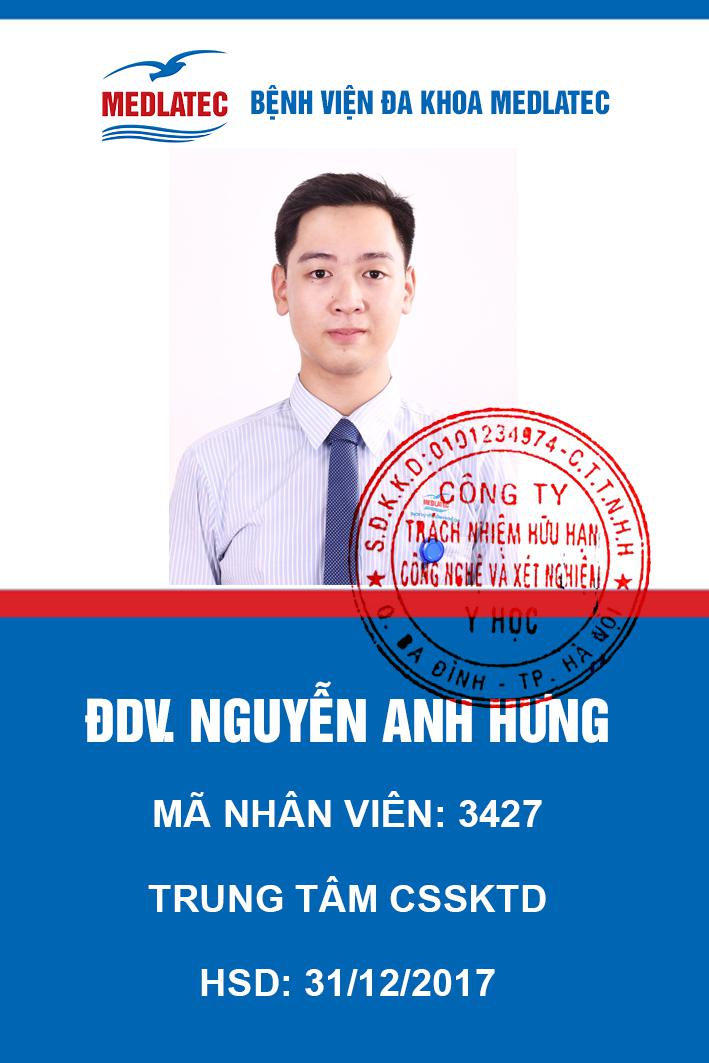 MEDLATEC
BỆNH VIỆN ĐA KHOA MEDLATEC
S.Đ.K.K.D:0101234974-C.T.T.N.H.H
CÔNG TY
TRÁCH NHIỆM HỮU HẠN
CÔNG NGHỆ VÀ XÉT NGHIỆM
Y HỌC
Q. BA ĐÌNH - TP. HÀ NỘI
MEDLATEC
ĐDV. NGUYỄN ANH HƯNG
MÃ NHÂN VIÊN: 3427
TRUNG TÂM CSSKTD
HSD: 31/12/2017